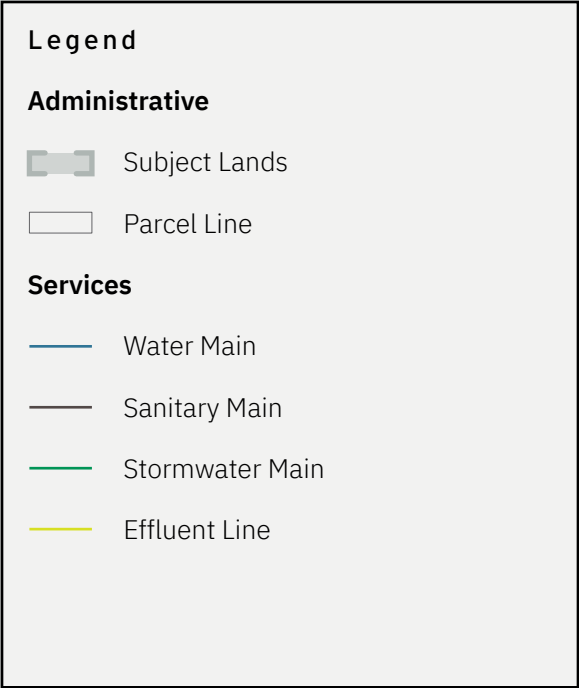 Legend
Administrative
Subject Lands
Parcel Line
Services
Water Main
Sanitary Main
Stormwater Main
Effluent Line